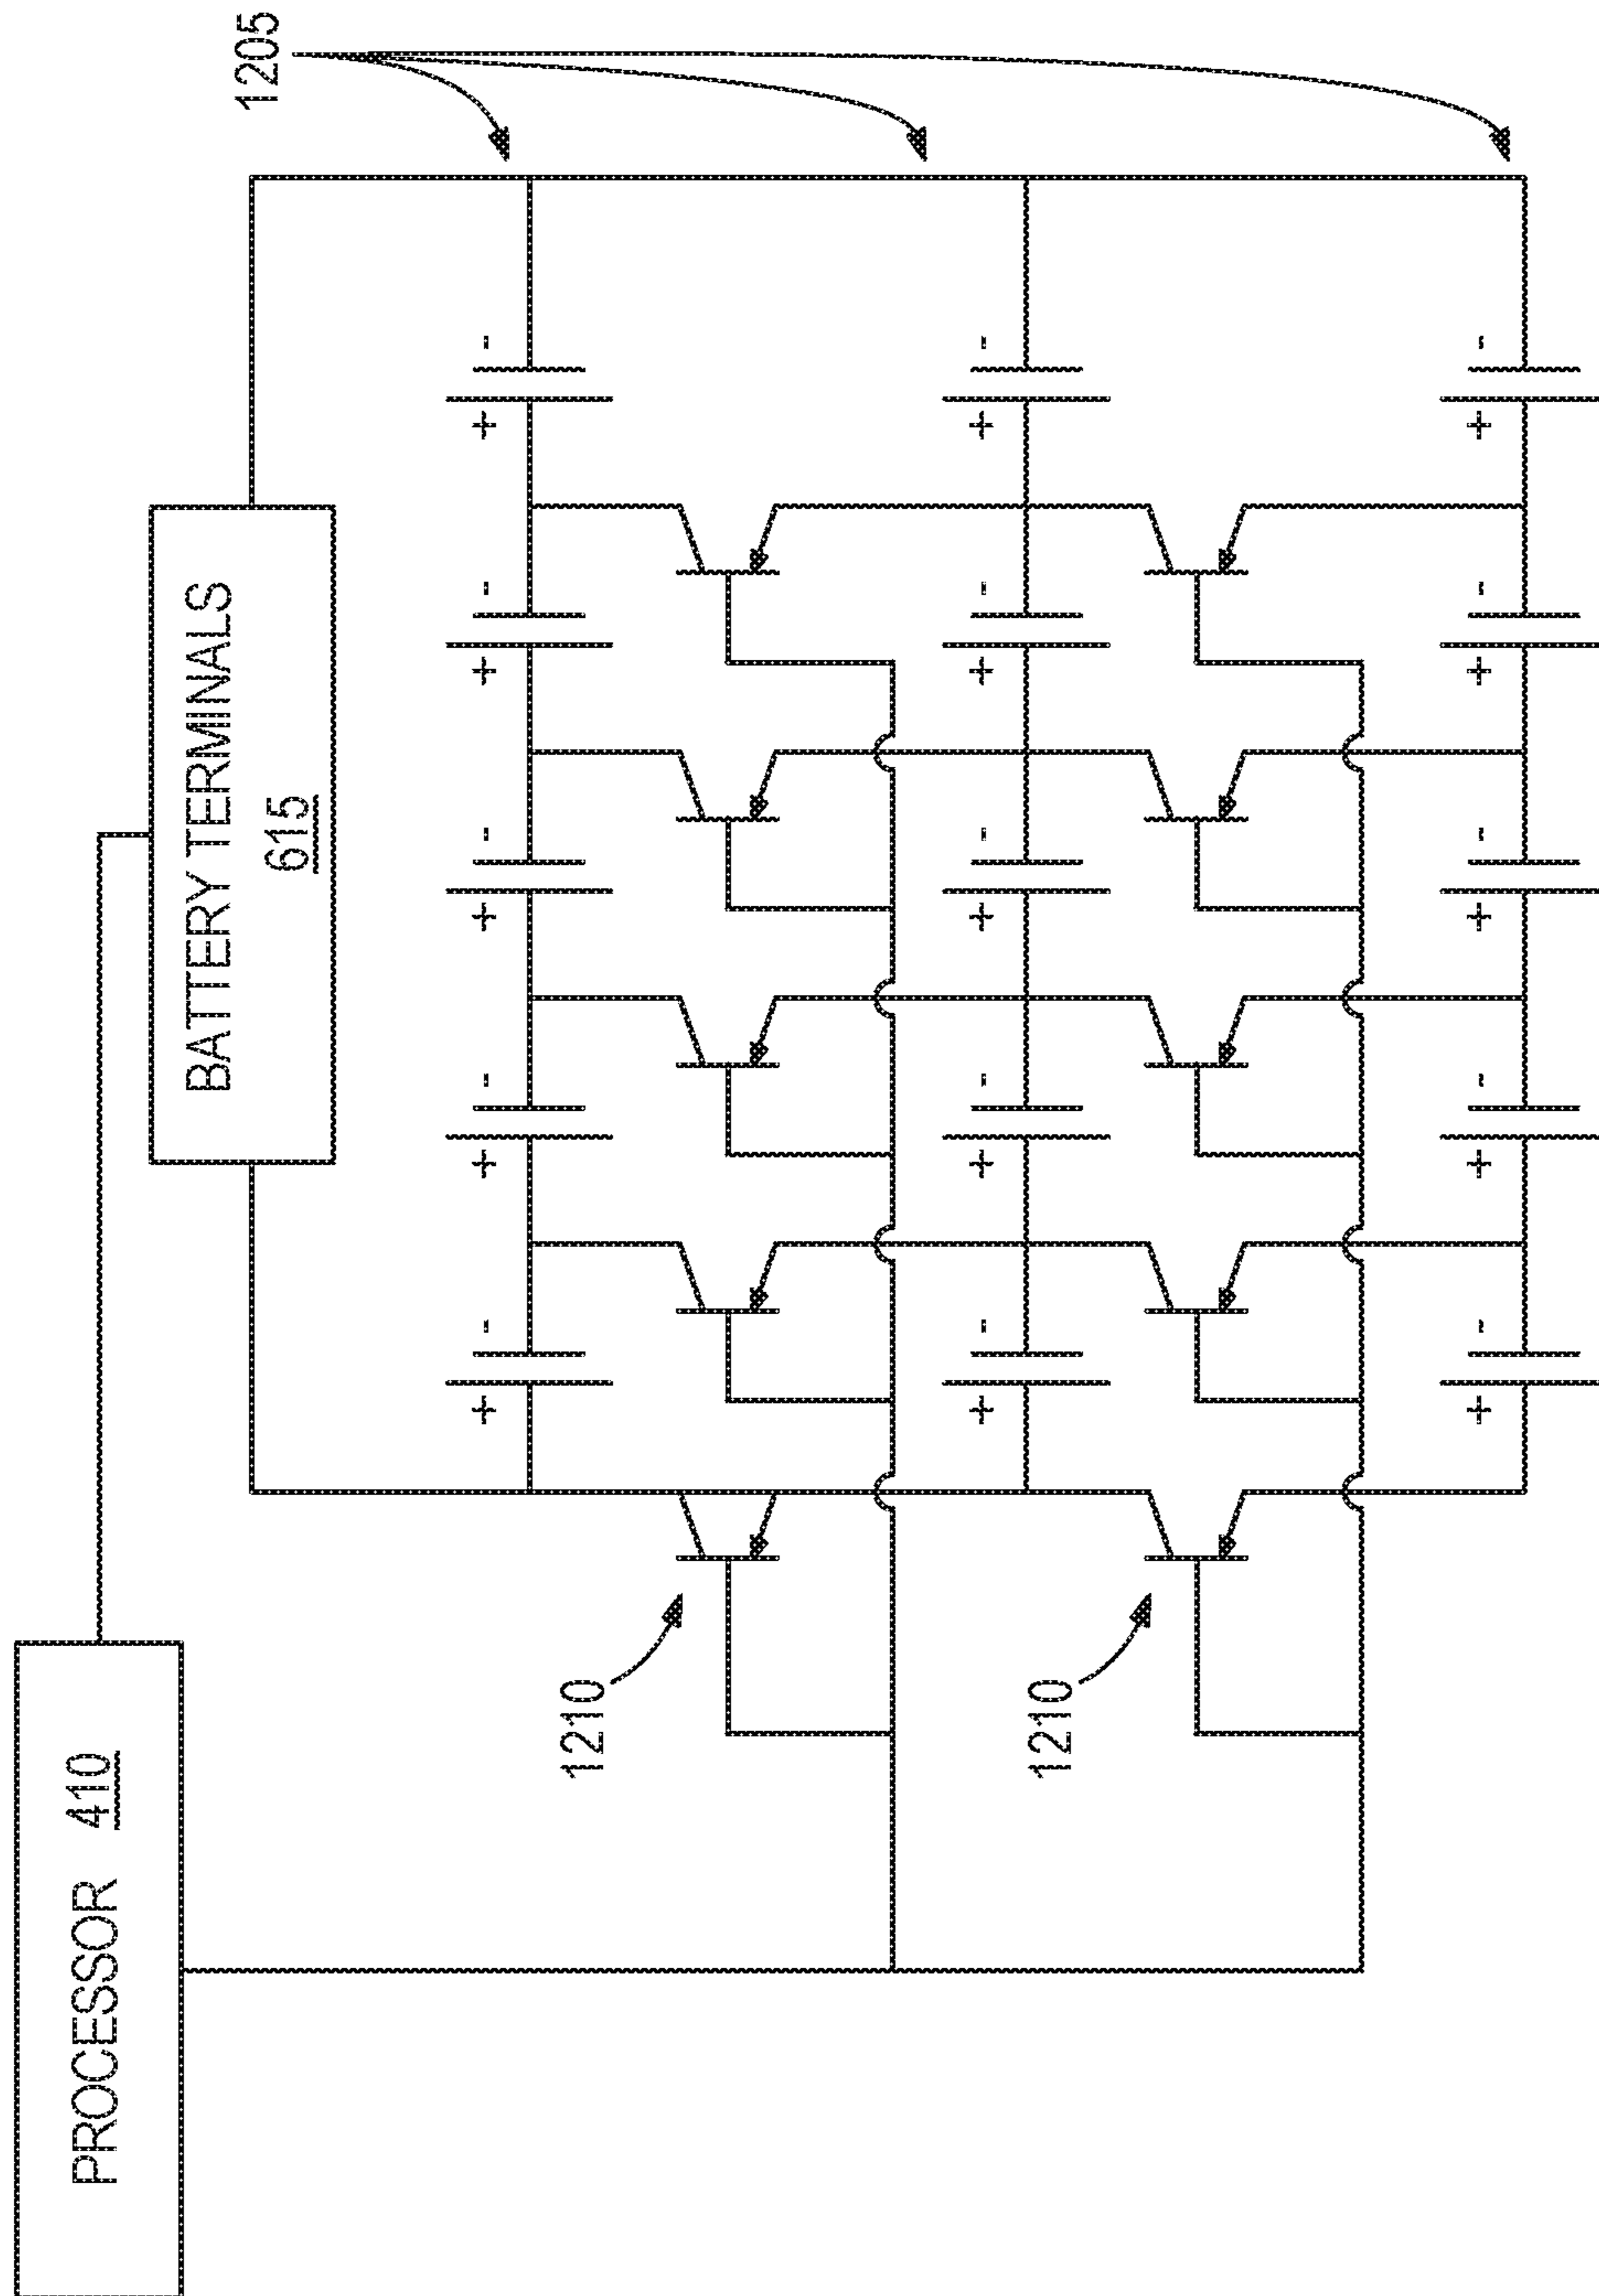 PROCESSOR 410
BATTERY TERMINALS
615
1205
+ - + - + - + - + -
1210
+ - + - + - + - + -
1210
+ - + - + - + - + -